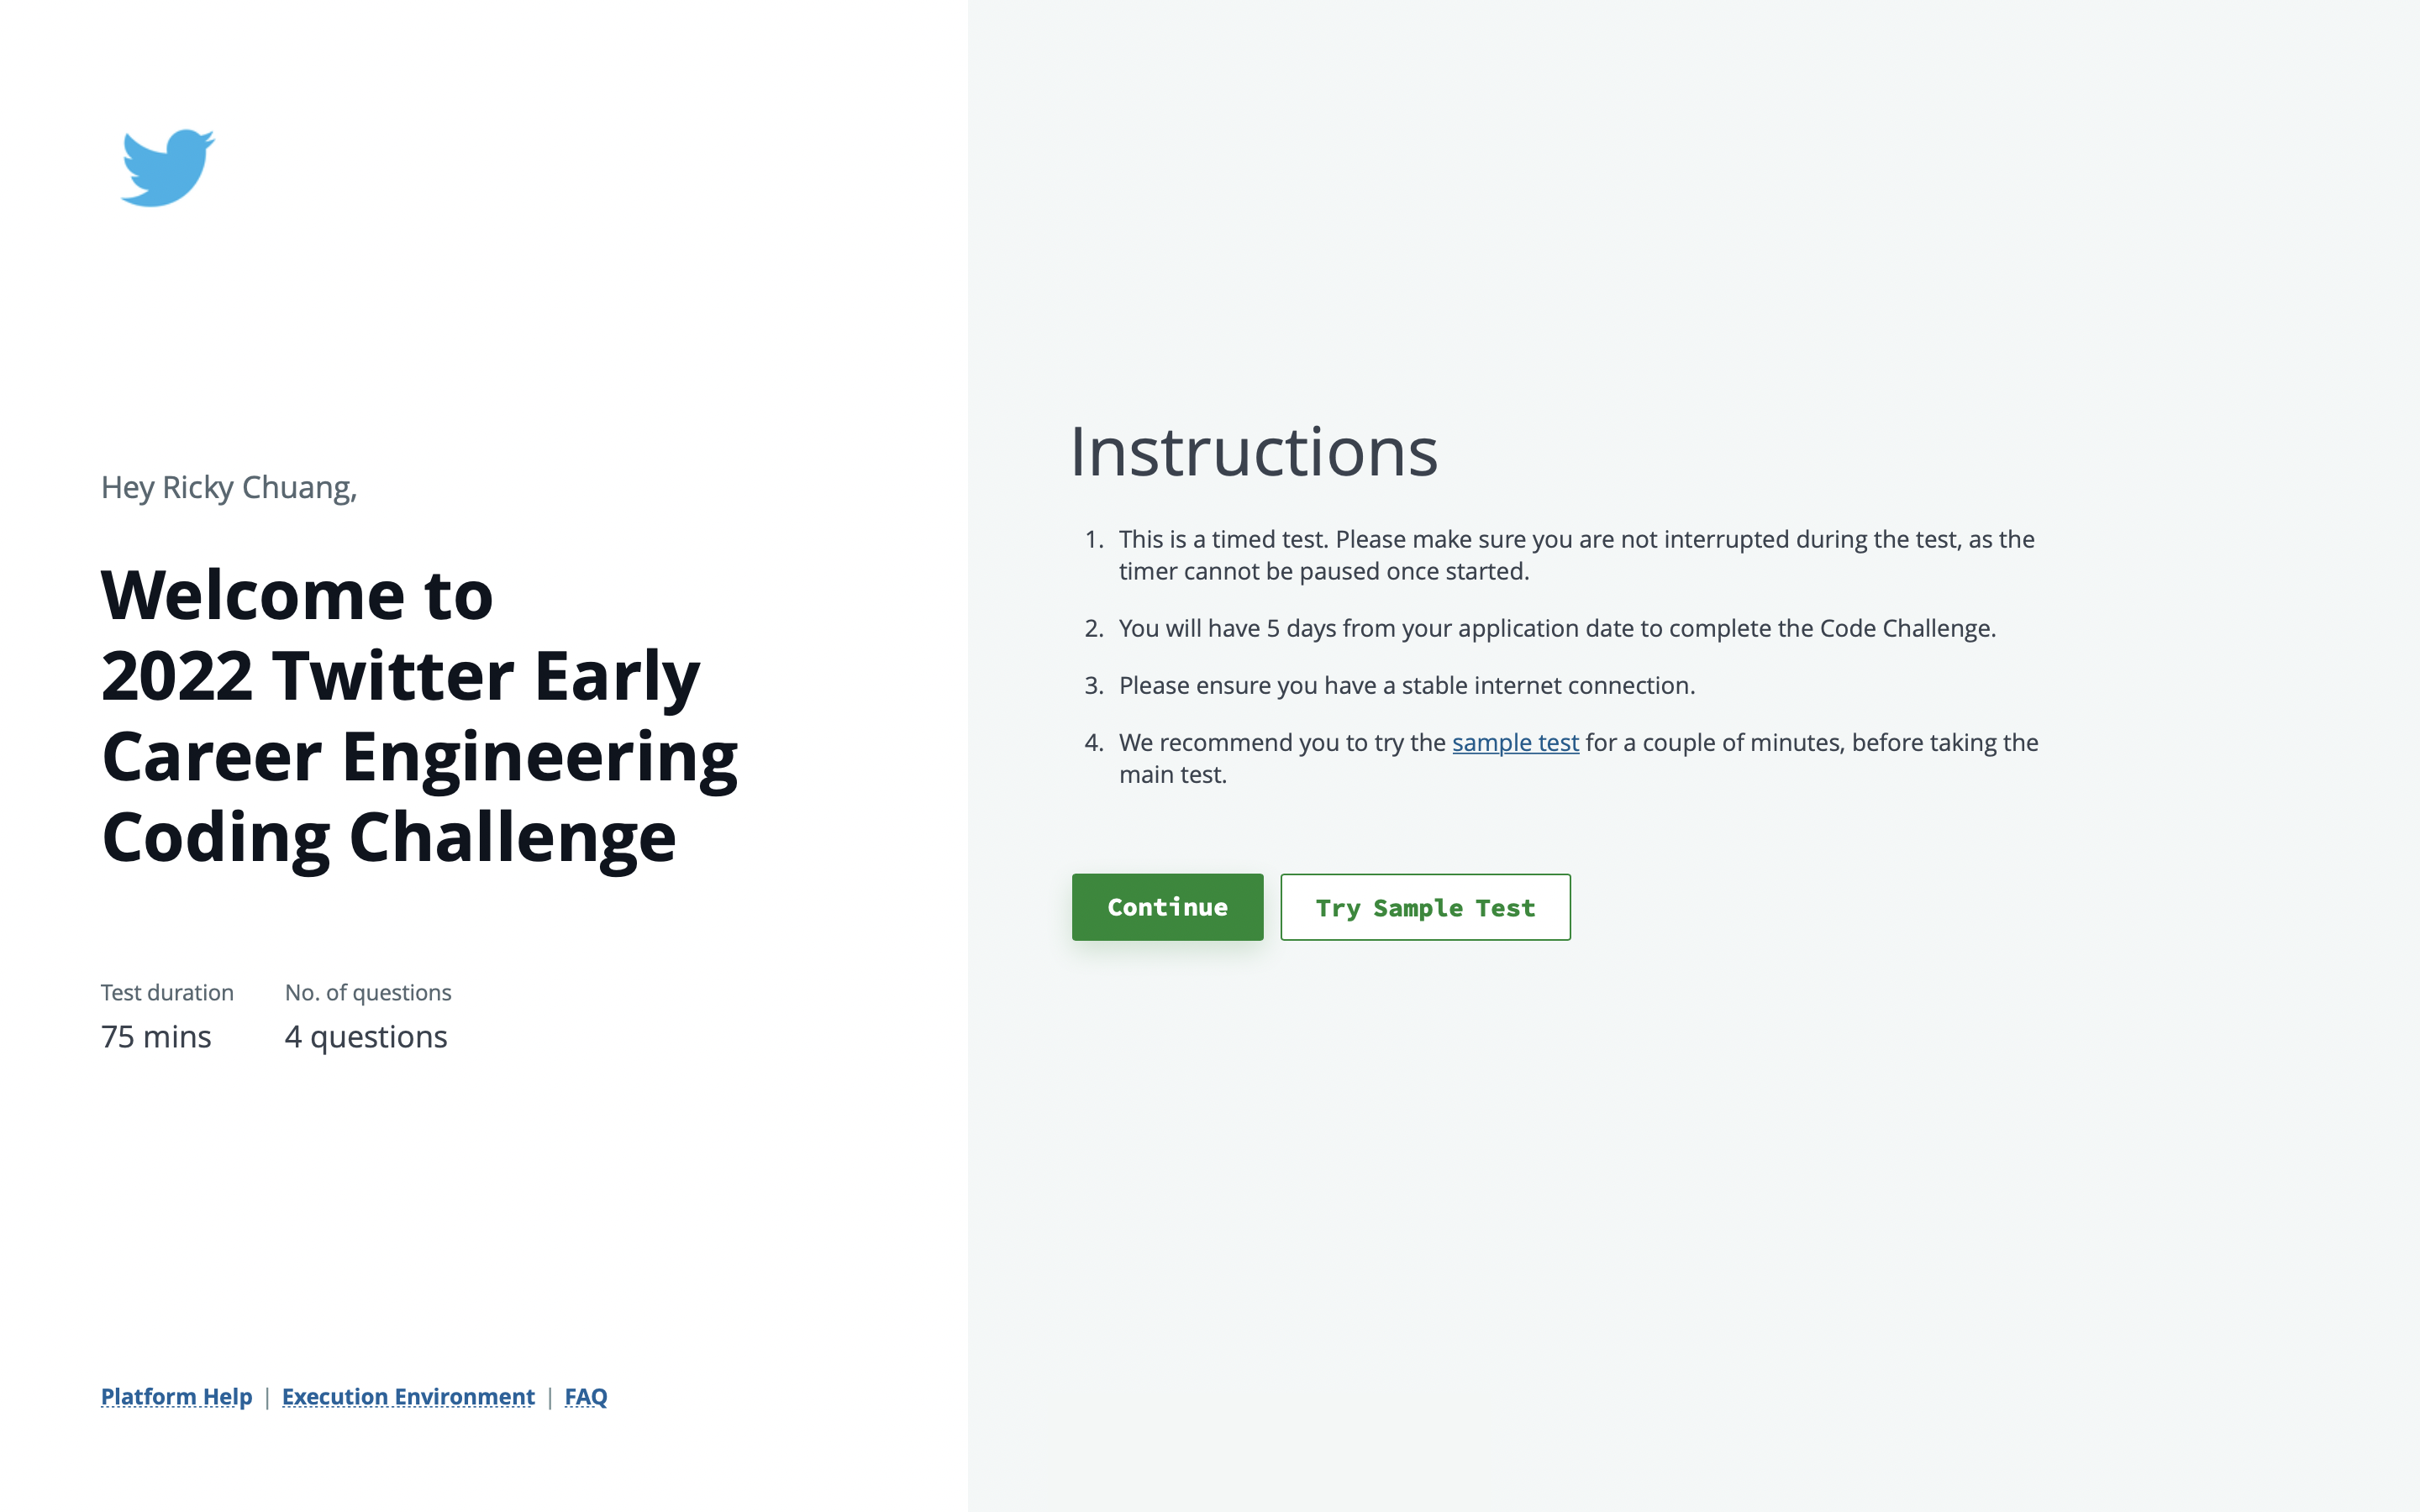 Hey Ricky Chuang,
Welcome to
2022 Twitter Early
Career Engineering
Coding Challenge
Test duration
75 mins
No. of questions
4 questions
Platform Help | Execution Environment | FAQ
Instructions
1. This is a timed test. Please make sure you are not interrupted during the test, as the
timer cannot be paused once started.
2. You will have 5 days from your application date to complete the Code Challenge.
3. Please ensure you have a stable internet connection.
4. We recommend you to try the sample test for a couple of minutes, before taking the
main test.
Continue
Try Sample Test